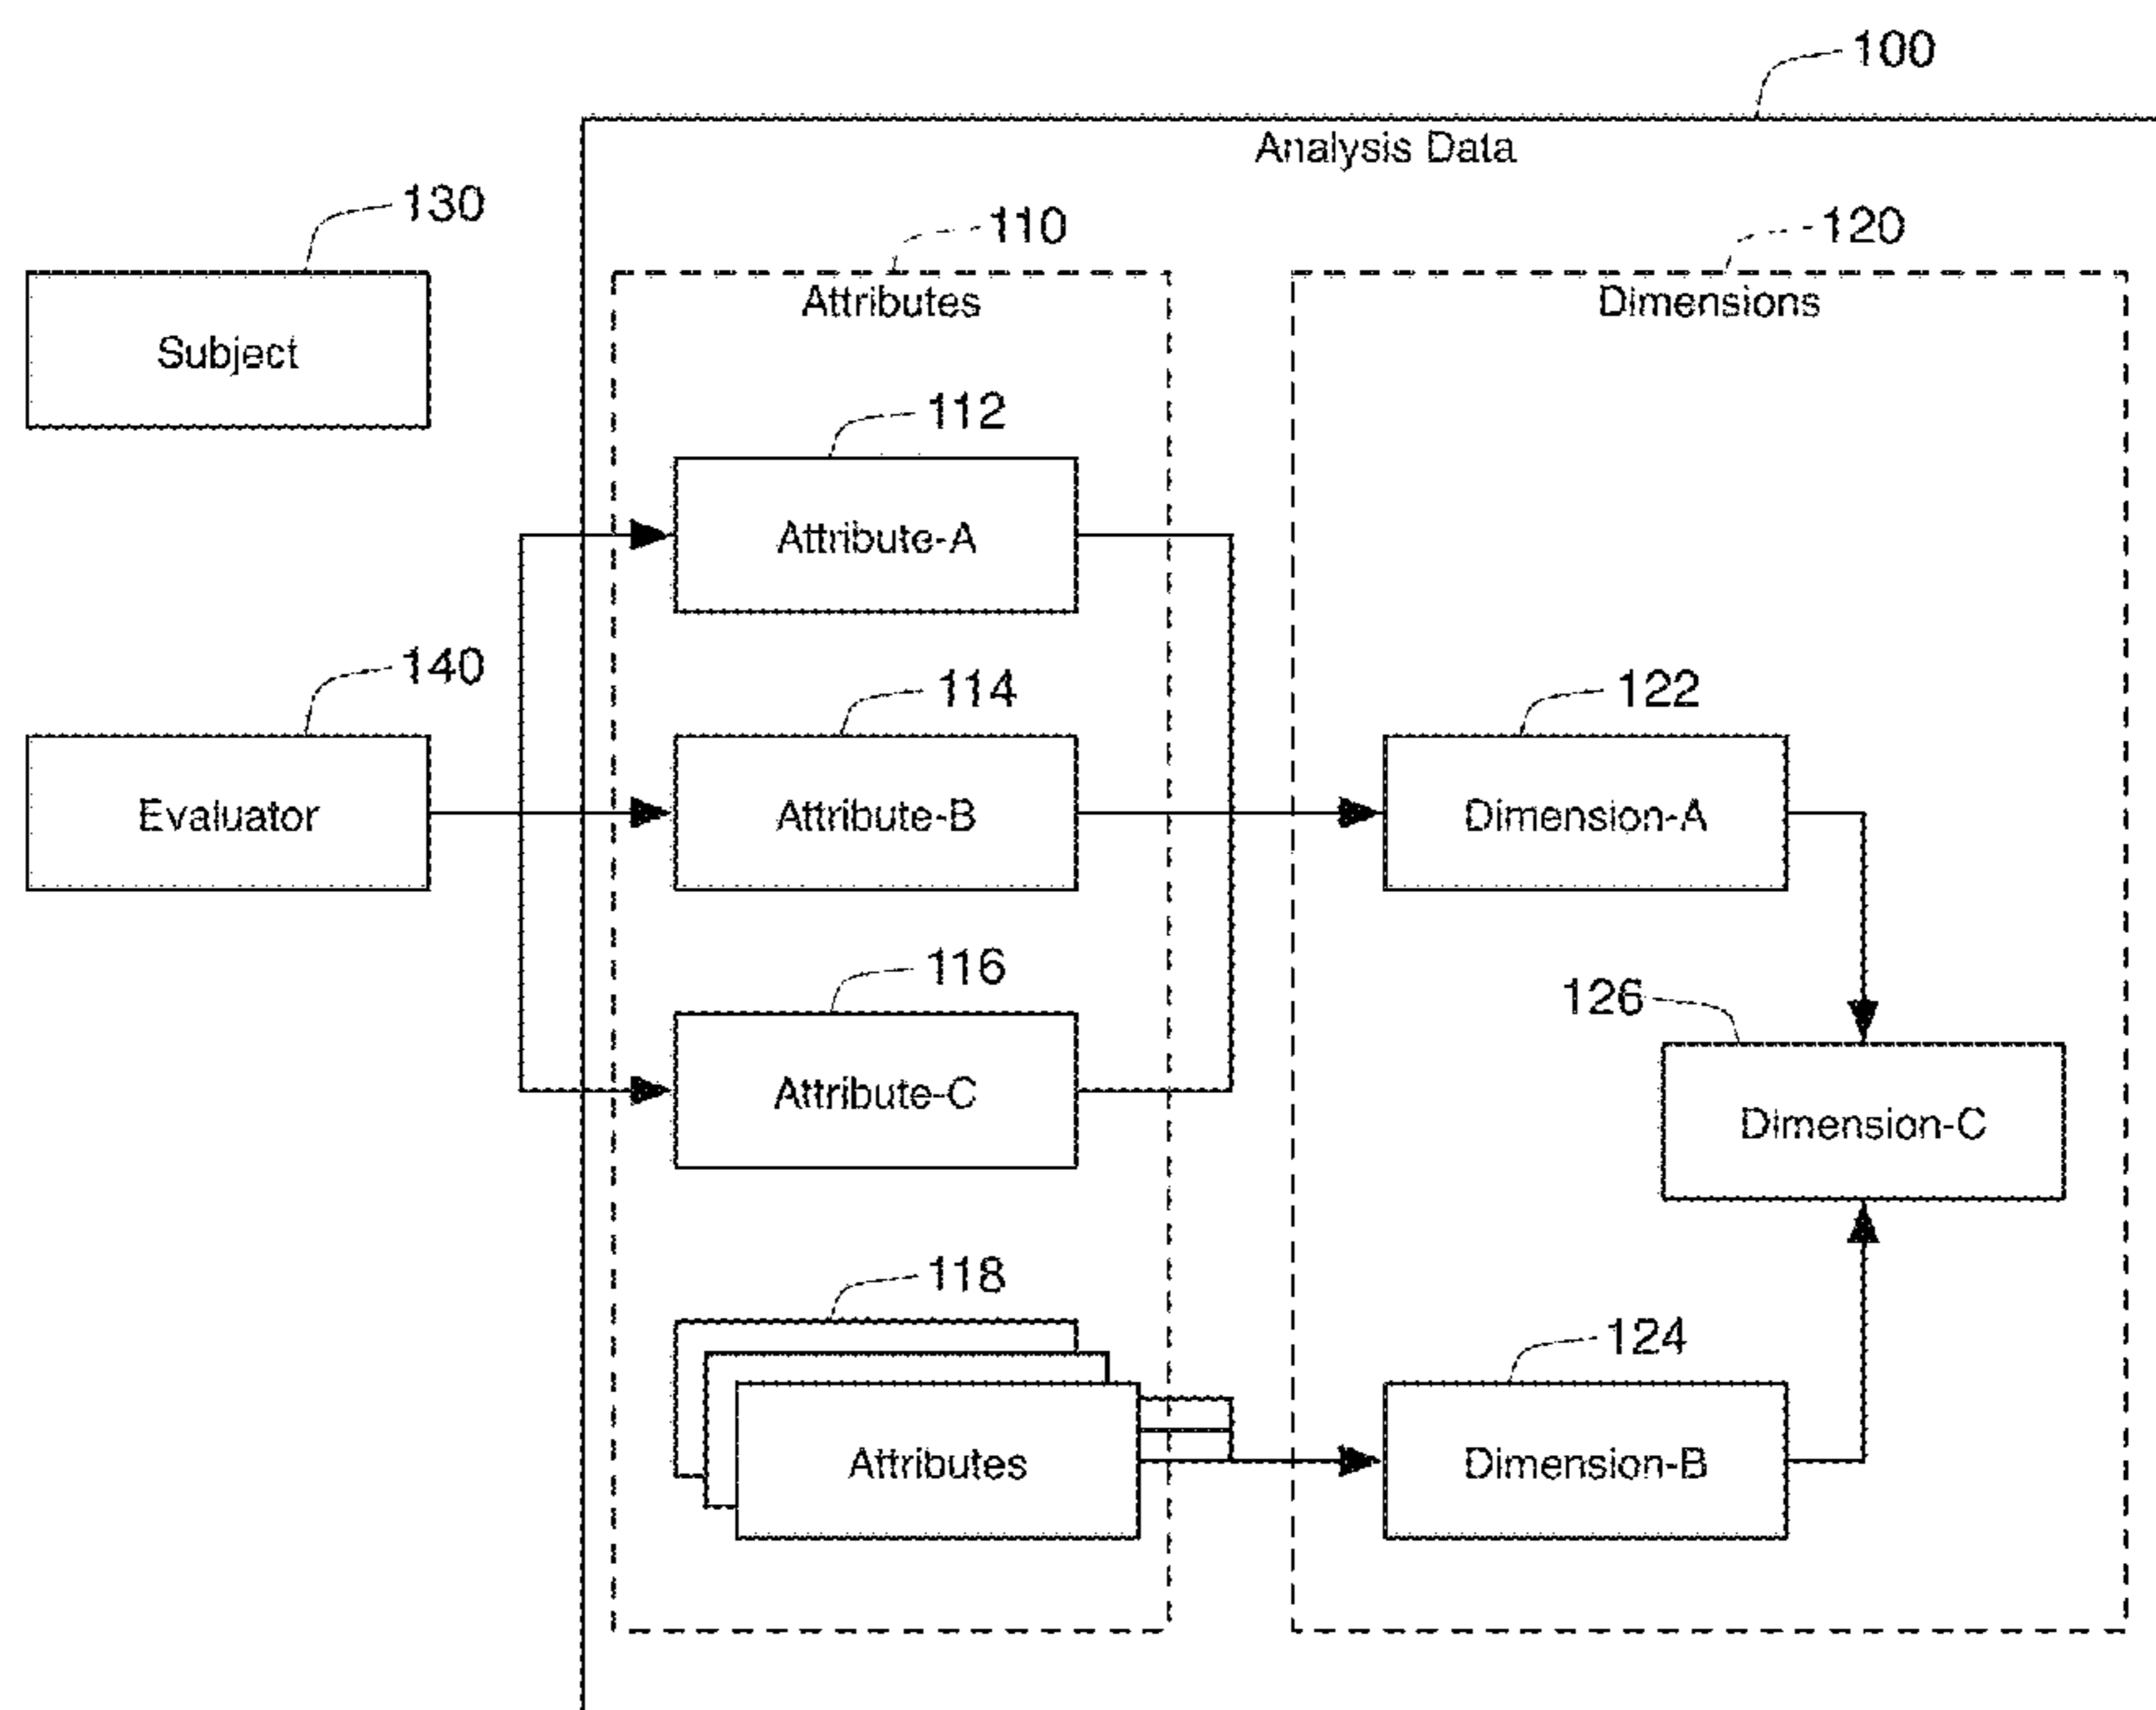 100
Analysis Data
130
110
120
Attributes
Dimensions
Subject
112
Attribute-A
140
114
122
Evaluator
Attribute-B
Dimension-A
116
126
Attribute-C
Dimension-C
118
124
Attributes
Dimension-B